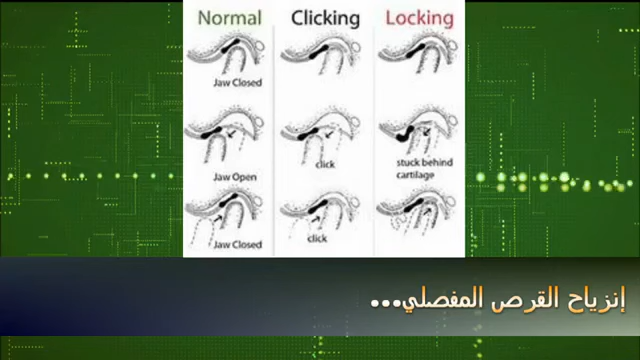 Normal
Clicking
Locking
Jaw Closed
Jaw Open
click
stuck behind
cartilage
Jaw Closed
click
إنزياح القرص المفصلي...